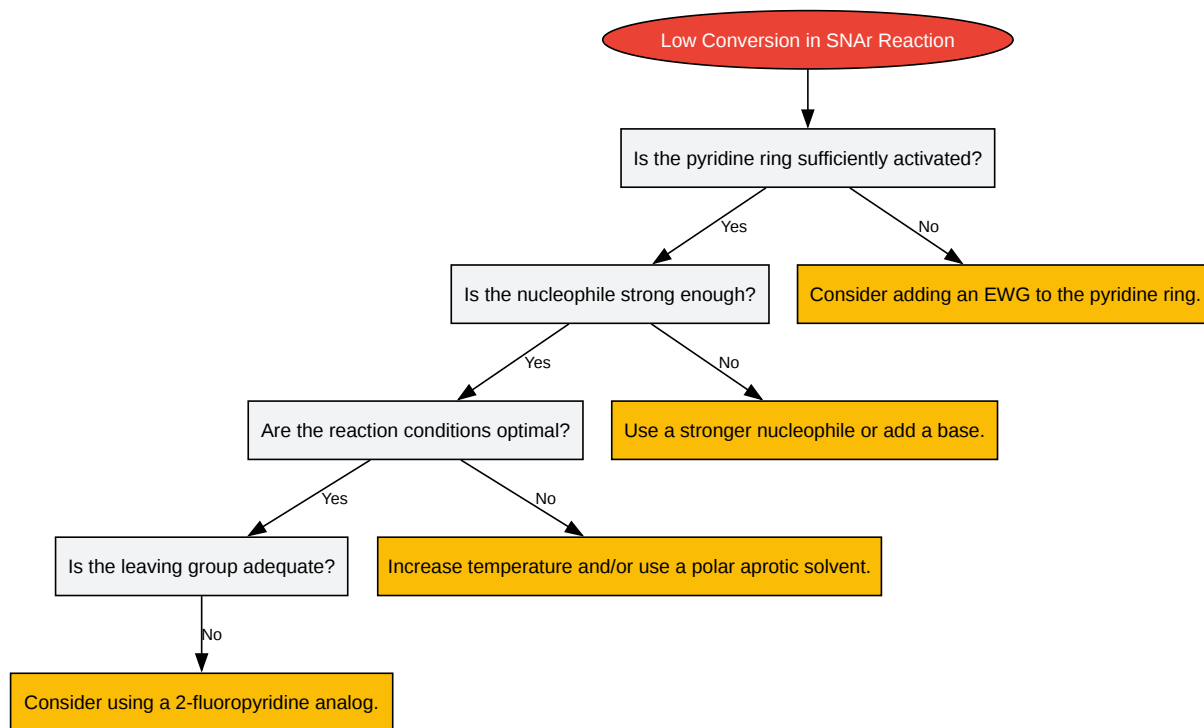 Low Conversion in SNAr Reaction
Is the pyridine ring sufficiently activated?
Yes
No
Is the nucleophile strong enough?
Consider adding an EWG to the pyridine ring.
Yes
No
Are the reaction conditions optimal?
Use a stronger nucleophile or add a base.
Yes
No
Is the leaving group adequate?
Increase temperature and/or use a polar aprotic solvent.
No
Consider using a 2-fluoropyridine analog.